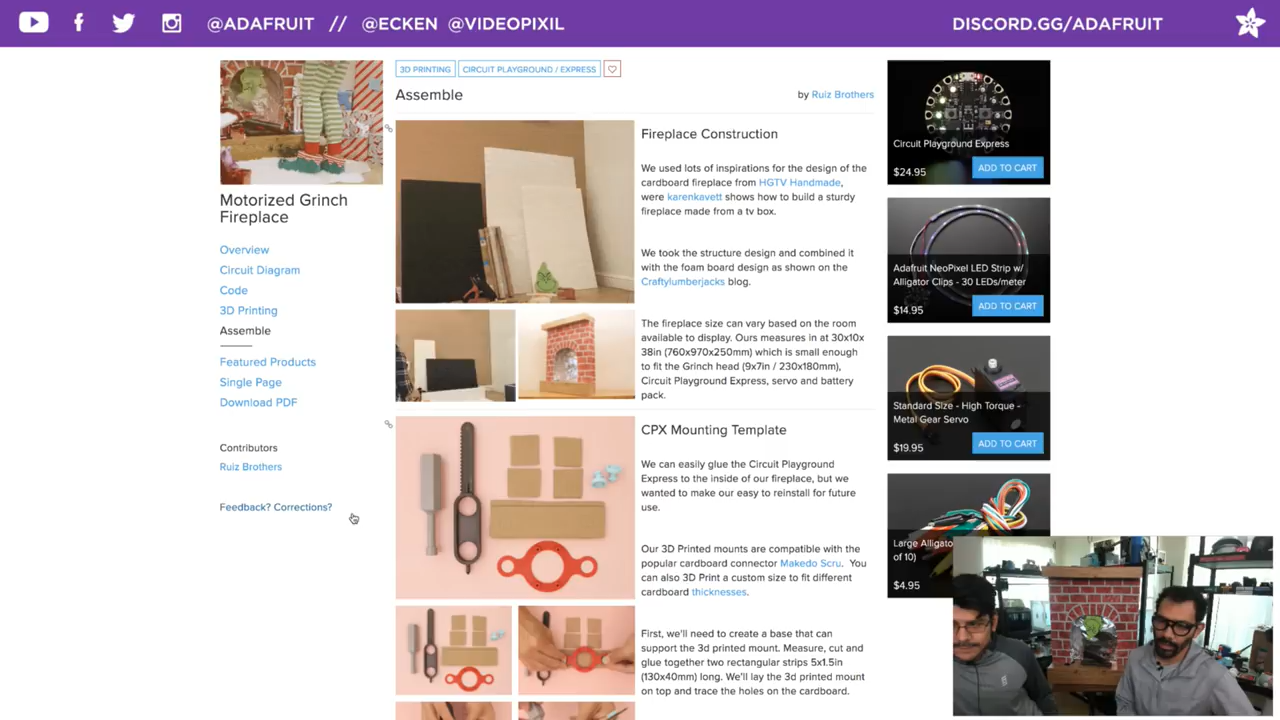 @ADAFRUIT // @ECKEN @VIDEOPIXIL
DISCORD.GG/ADAFRUIT
Motorized Grinch
Fireplace
Overview
Circuit Diagram
Code
3D Printing
Assemble
Featured Products
Single Page
Download PDF
Contributors
Ruiz Brothers
Feedback? Corrections?
3D PRINTING
CIRCUIT PLAYGROUND / EXPRESS
Assemble
by Ruiz Brothers
Fireplace Construction
We used lots of inspirations for the design of the
cardboard fireplace from HGTV Handmade,
were karenkavett shows how to build a sturdy
fireplace made from a tv box.
We took the structure design and combined it
with the foam board design as shown on the
Craftylumberjacks blog.
The fireplace size can vary based on the room
available to display. Ours measures in at 30x10x
38in (760x970x250mm) which is small enough
to fit the Grinch head (9x7in / 230x180mm),
Circuit Playground Express, servo and battery
pack.
CPX Mounting Template
We can easily glue the Circuit Playground
Express to the inside of our fireplace, but we
wanted to make our easy to reinstall for future
use.
Our 3D Printed mounts are compatible with the
popular cardboard connector Makedo Scru. You
can also 3D Print a custom size to fit different
cardboard thicknesses.
First, we'll need to create a base that can
support the 3d printed mount. Measure, cut and
glue together two rectangular strips 5x1.5in
(130x40mm) long. We'll lay the 3d printed mount
on top and trace the holes on the cardboard.
Circuit Playground Express
$24.95
ADD TO CART
Adafruit NeoPixel LED Strip w/
Alligator Clips - 30 LEDs/meter
$14.95
ADD TO CART
Standard Size - High Torque -
Metal Gear Servo
$19.95
ADD TO CART
Large Alligato
of 10)
$4.95